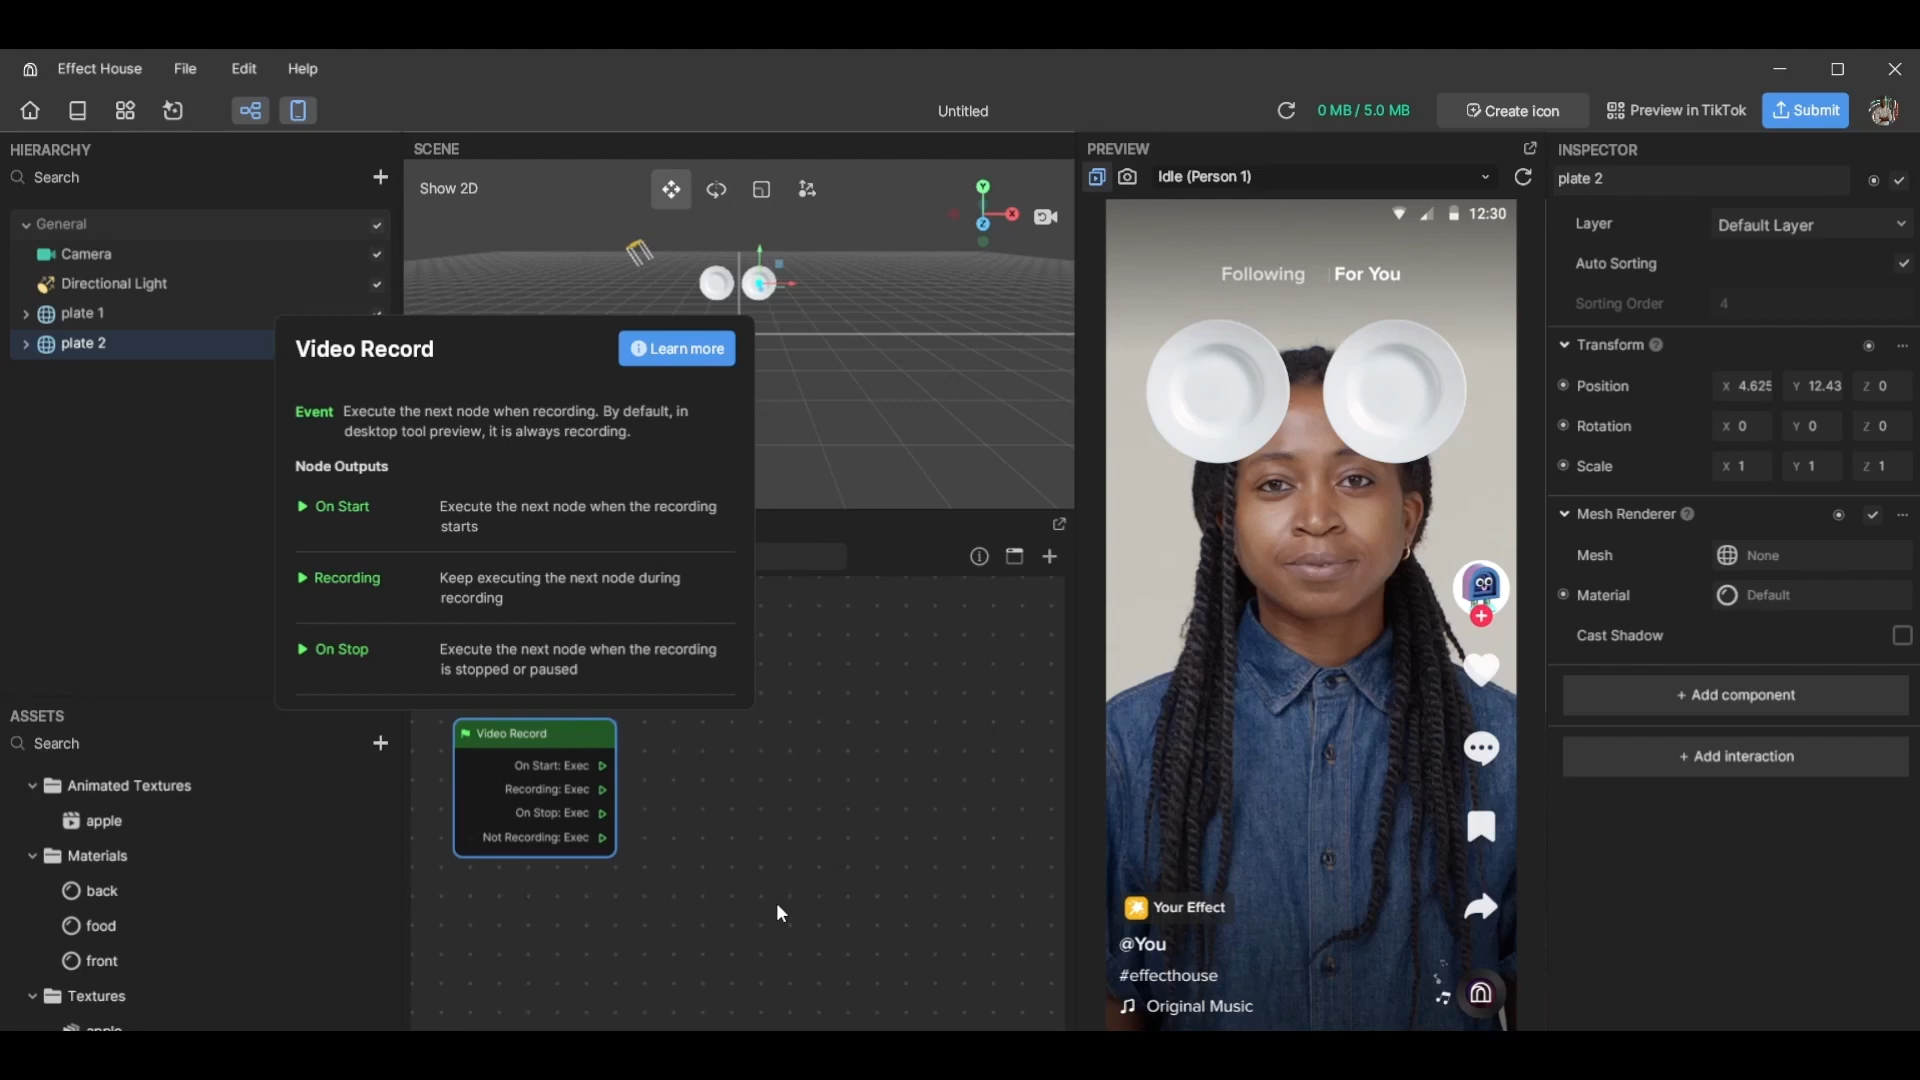 Effect House File Edit Help
Untitled
0 MB / 5.0 MB
Create icon
Preview in TikTok
Submit
HIERARCHY
Search
General
Camera
Directional Light
plate 1
plate 2
SCENE
Show 2D
Y
X
Z
Video Record
Learn more
Event Execute the next node when recording. By default, in
desktop tool preview, it is always recording.
Node Outputs
On Start Execute the next node when the recording
starts
Recording Keep executing the next node during
recording
On Stop Execute the next node when the recording
is stopped or paused
Video Record
On Start: Exec
Recording: Exec
On Stop: Exec
Not Recording: Exec
ASSETS
Search
Animated Textures
apple
Materials
back
food
front
Textures
apple
PREVIEW
Idle (Person 1)
12:30
Following For You
Your Effect
@You
#effecthouse
Original Music
INSPECTOR
plate 2
Layer Default Layer
Auto Sorting
Sorting Order 4
Transform
Position X 4.625 Y 12.43 Z 0
Rotation X 0 Y 0 Z 0
Scale X 1 Y 1 Z 1
Mesh Renderer
Mesh None
Material Default
Cast Shadow
+ Add component
+ Add interaction